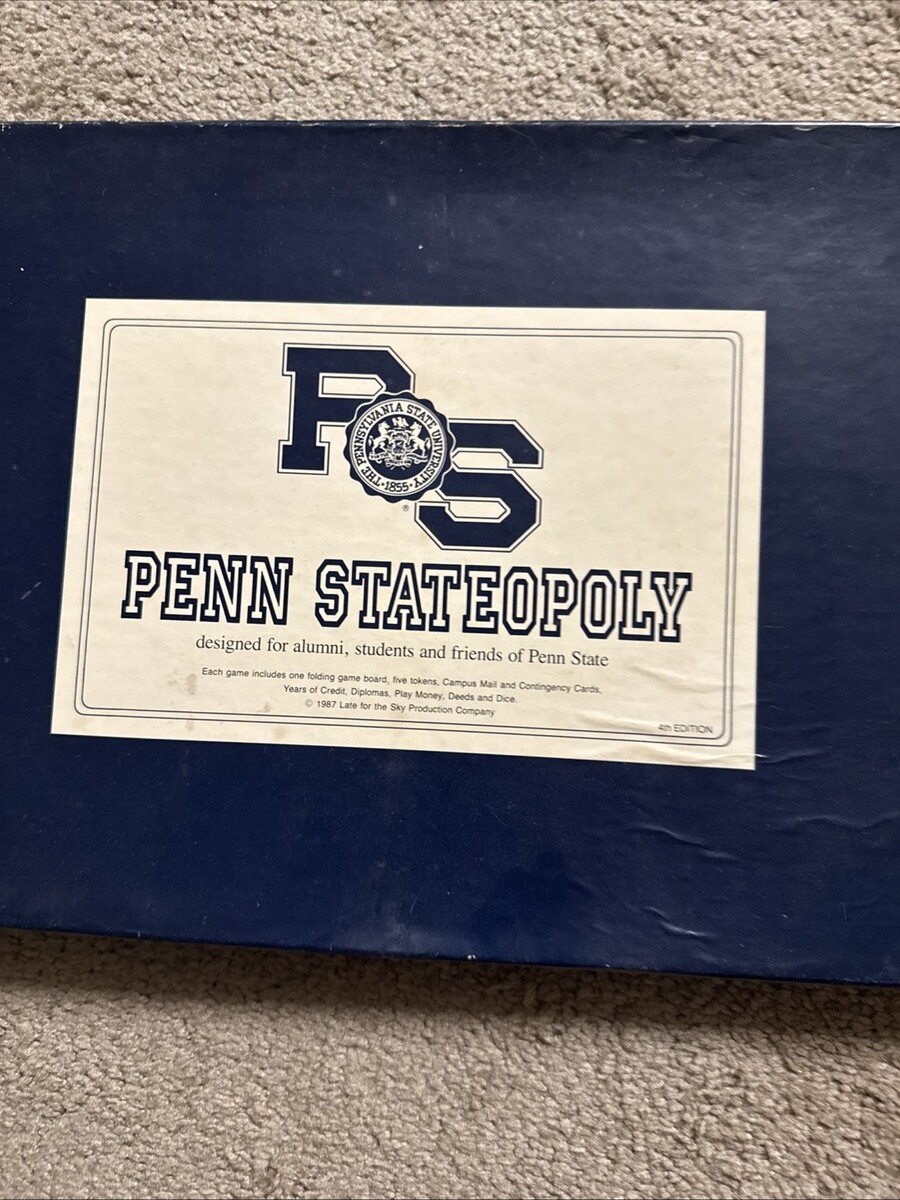 PS
THE PENNSYLVANIA STATE UNIVERSITY
•1855•
®
PENN STATEOPOLY
designed for alumni, students and friends of Penn State
Each game includes one folding game board, five tokens, Campus Mail and Contingency Cards,
Years of Credit, Diplomas, Play Money, Deeds and Dice.
© 1987 Late for the Sky Production Company
4th EDITION